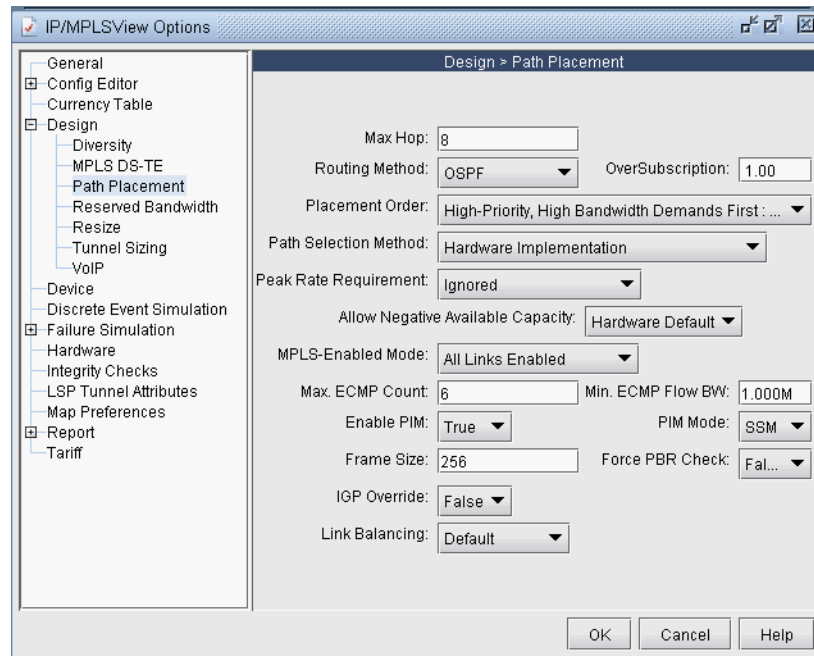 IP/MPLSView Options
General
Config Editor
Currency Table
Design
Diversity
MPLS DS-TE
Path Placement
Reserved Bandwidth
Resize
Tunnel Sizing
VoIP
Device
Discrete Event Simulation
Failure Simulation
Hardware
Integrity Checks
LSP Tunnel Attributes
Map Preferences
Report
Tariff
Design > Path Placement
Max Hop: 8
Routing Method: OSPF OverSubscription: 1.00
Placement Order: High-Priority, High Bandwidth Demands First : ...
Path Selection Method: Hardware Implementation
Peak Rate Requirement: Ignored
Allow Negative Available Capacity: Hardware Default
MPLS-Enabled Mode: All Links Enabled
Max. ECMP Count: 6 Min. ECMP Flow BW: 1.000M
Enable PIM: True PIM Mode: SSM
Frame Size: 256 Force PBR Check: Fal...
IGP Override: False
Link Balancing: Default
OK Cancel Help